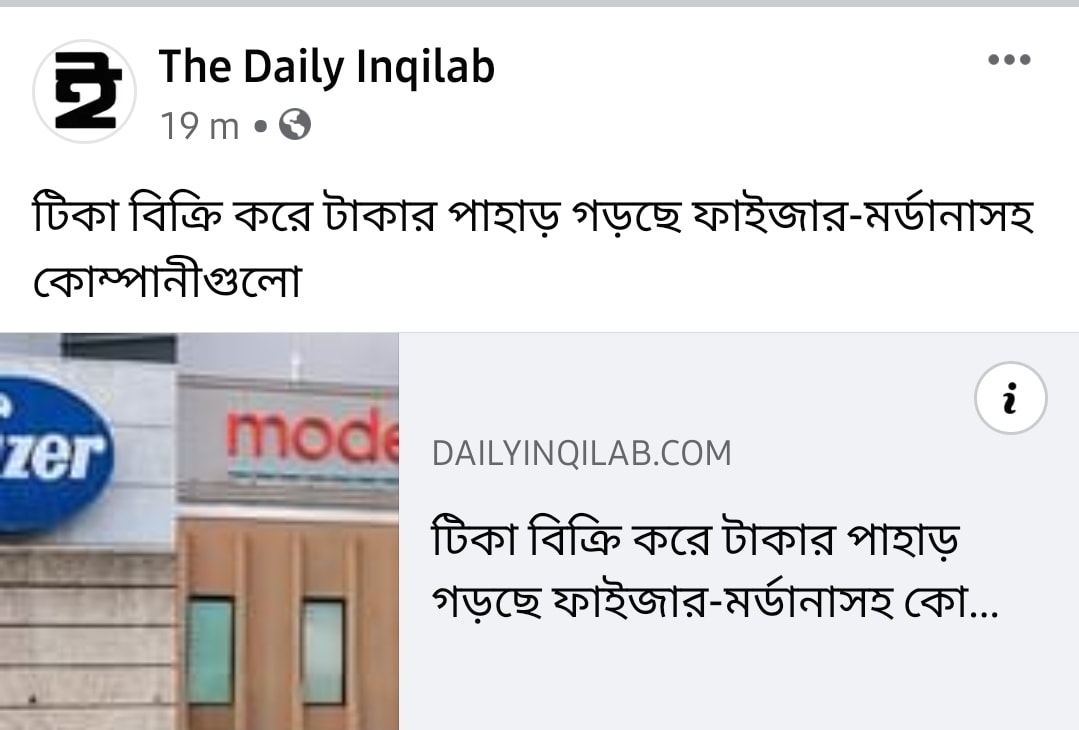 The Daily Inqilab
19 m •
টিকা বিক্রি করে টাকার পাহাড় গড়ছে ফাইজার-মর্ডানাসহ
কোম্পানীগুলো
zer
mode
DAILYINQILAB.COM
টিকা বিক্রি করে টাকার পাহাড়
গড়ছে ফাইজার-মর্ডানাসহ কো...